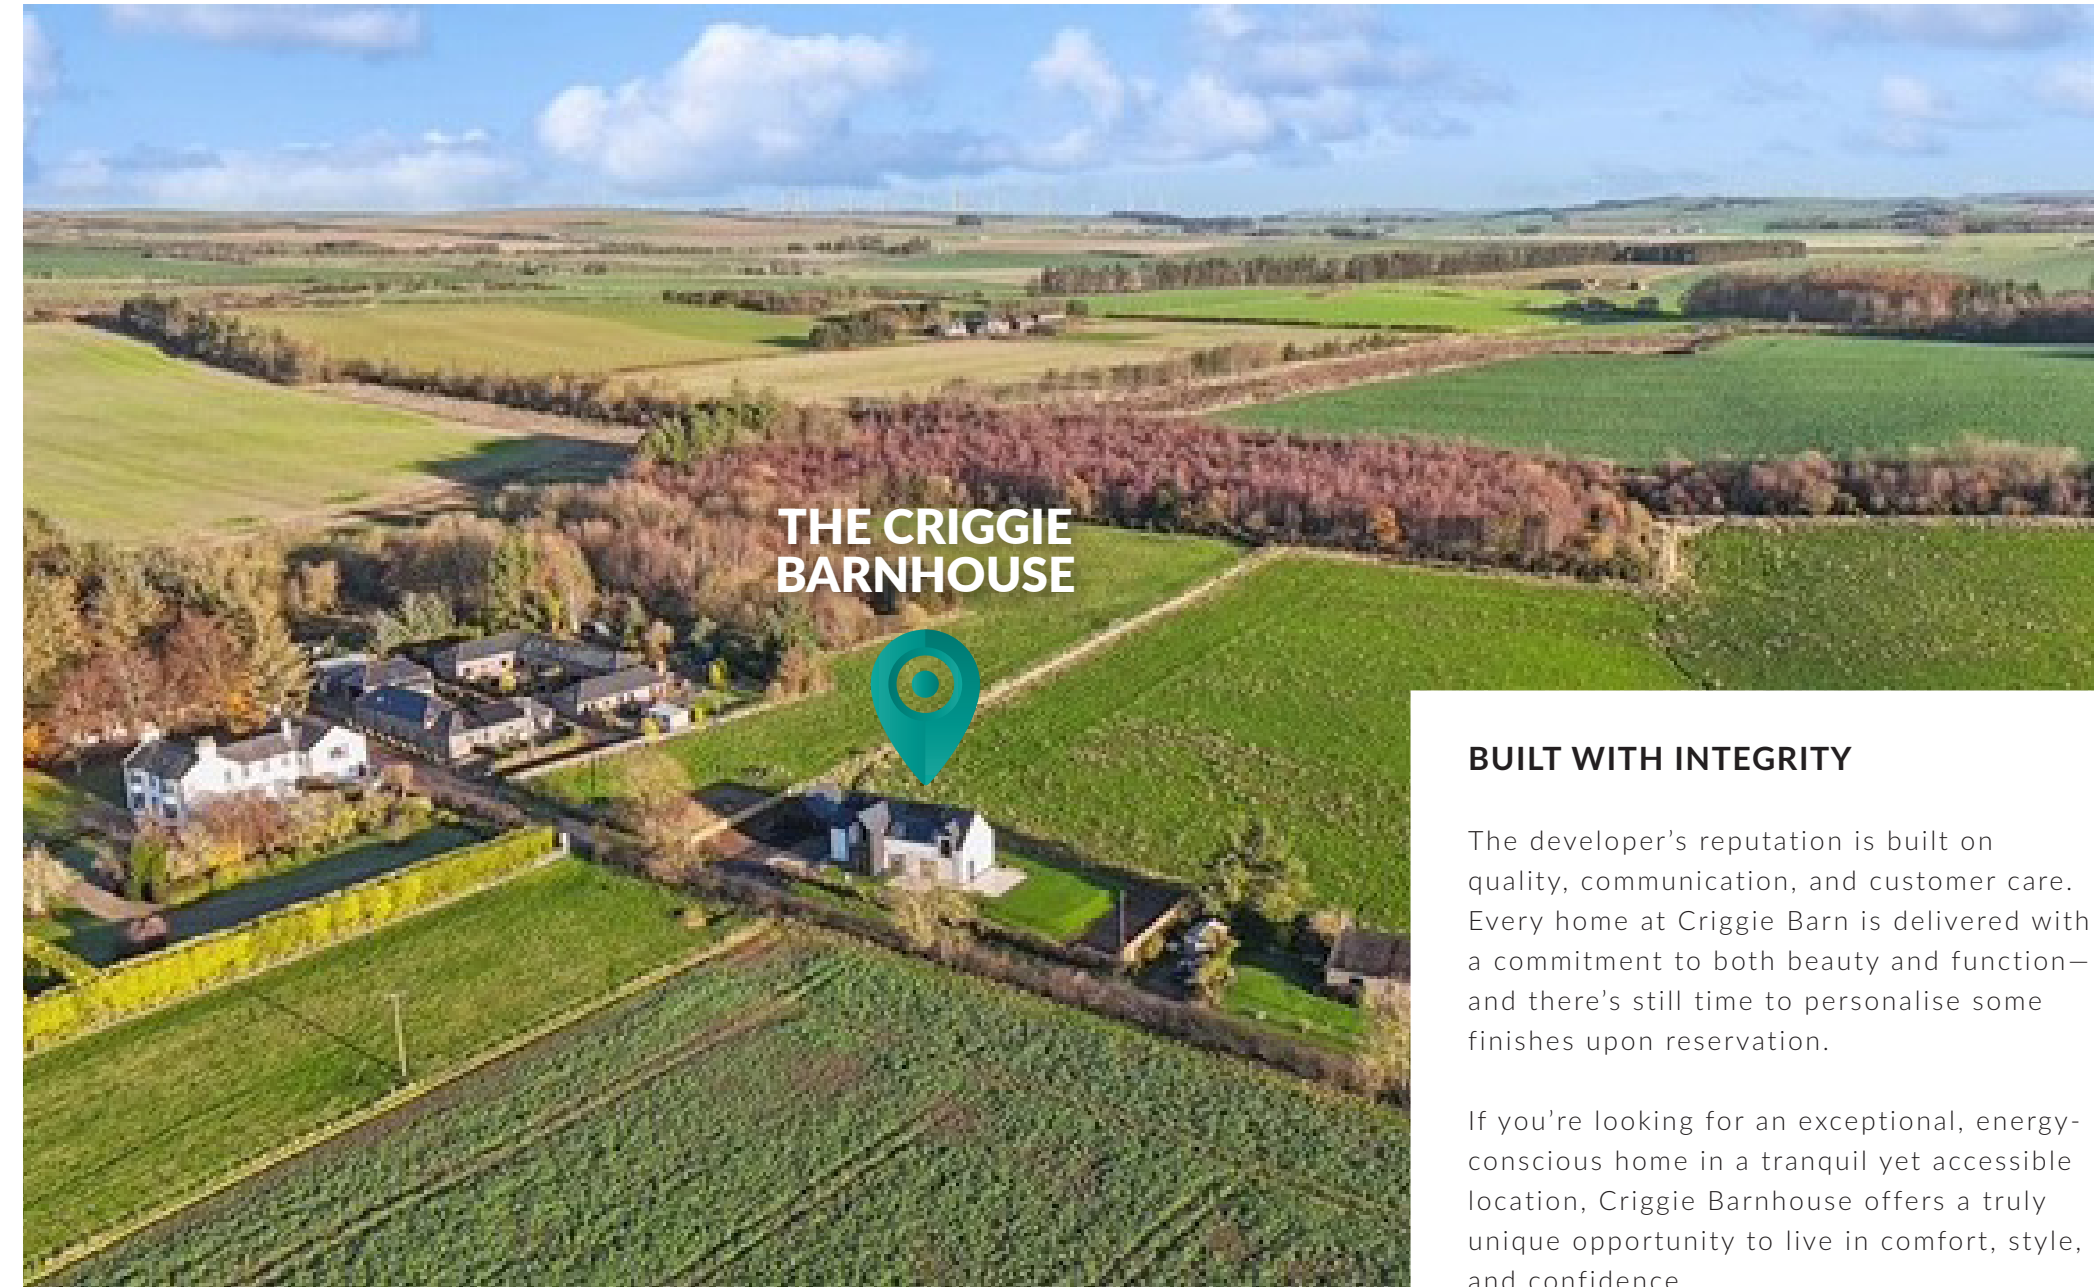 THE CRIGGIE
BARNHOUSE
BUILT WITH INTEGRITY
The developer’s reputation is built on
quality, communication, and customer care.
Every home at Criggie Barn is delivered with
a commitment to both beauty and function—
and there’s still time to personalise some
finishes upon reservation.
If you’re looking for an exceptional, energy-
conscious home in a tranquil yet accessible
location, Criggie Barnhouse offers a truly
unique opportunity to live in comfort, style,
and confidence